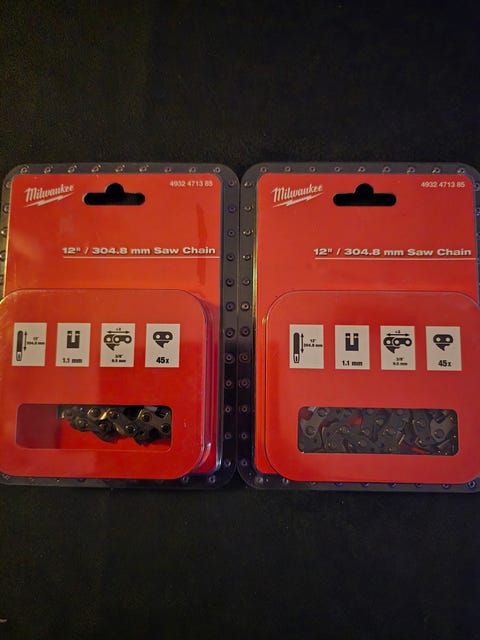 Milwaukee
4932 4713 85
12" / 304.8 mm Saw Chain
12"
304.8 mm
1.1 mm
3/8"
9.5 mm
45x
Milwaukee
4932 4713 85
12" / 304.8 mm Saw Chain
12"
304.8 mm
1.1 mm
3/8"
9.5 mm
45x